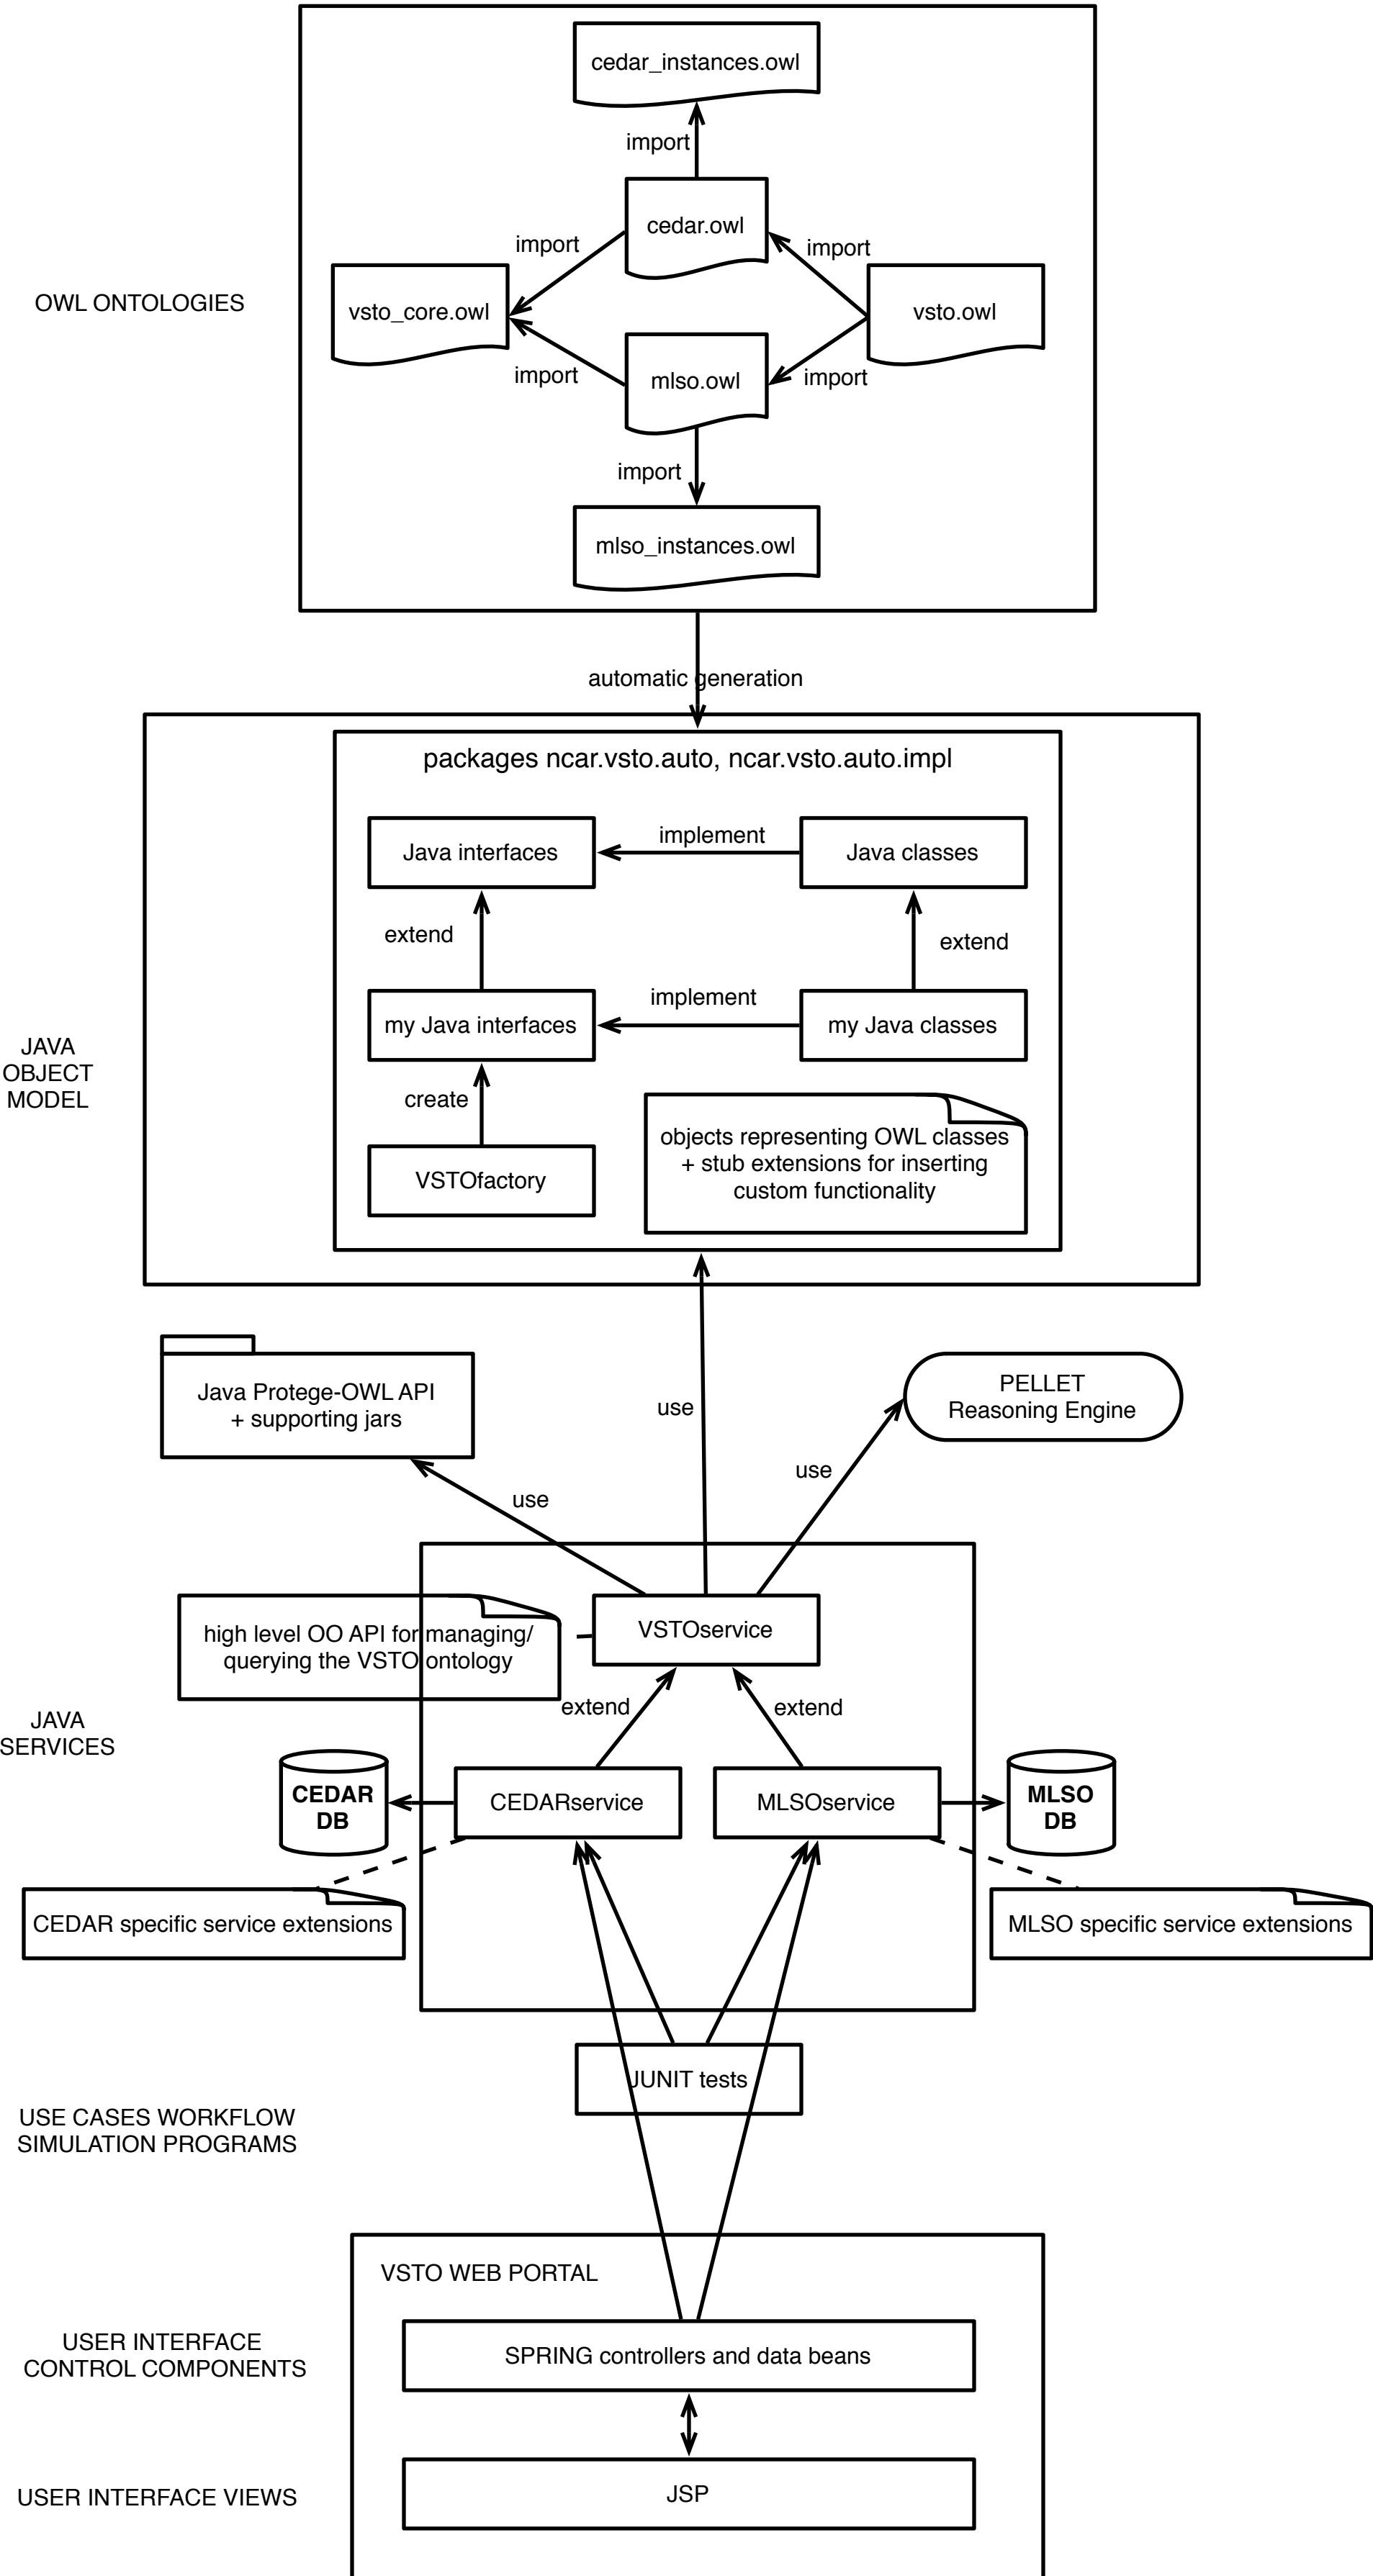 cedar_instances.owl
import
cedar.owl
import
import
OWL ONTOLOGIES
vsto_core.owl
vsto.owl
mlso.owl
import
import
import
mlso_instances.owl
automatic generation
packages ncar.vsto.auto, ncar.vsto.auto.impl
Java interfaces
implement
Java classes
extend
extend
my Java interfaces
implement
my Java classes
JAVA
OBJECT
MODEL
create
VSTOfactory
objects representing OWL classes
+ stub extensions for inserting
custom functionality
Java Protege-OWL API
+ supporting jars
use
PELLET
Reasoning Engine
use
use
high level OO API for managing/
querying the VSTO ontology
VSTOservice
extend
extend
JAVA
SERVICES
CEDAR
DB
CEDARservice
MLSOservice
MLSO
DB
CEDAR specific service extensions
MLSO specific service extensions
JUNIT tests
USE CASES WORKFLOW
SIMULATION PROGRAMS
VSTO WEB PORTAL
USER INTERFACE
CONTROL COMPONENTS
SPRING controllers and data beans
USER INTERFACE VIEWS
JSP